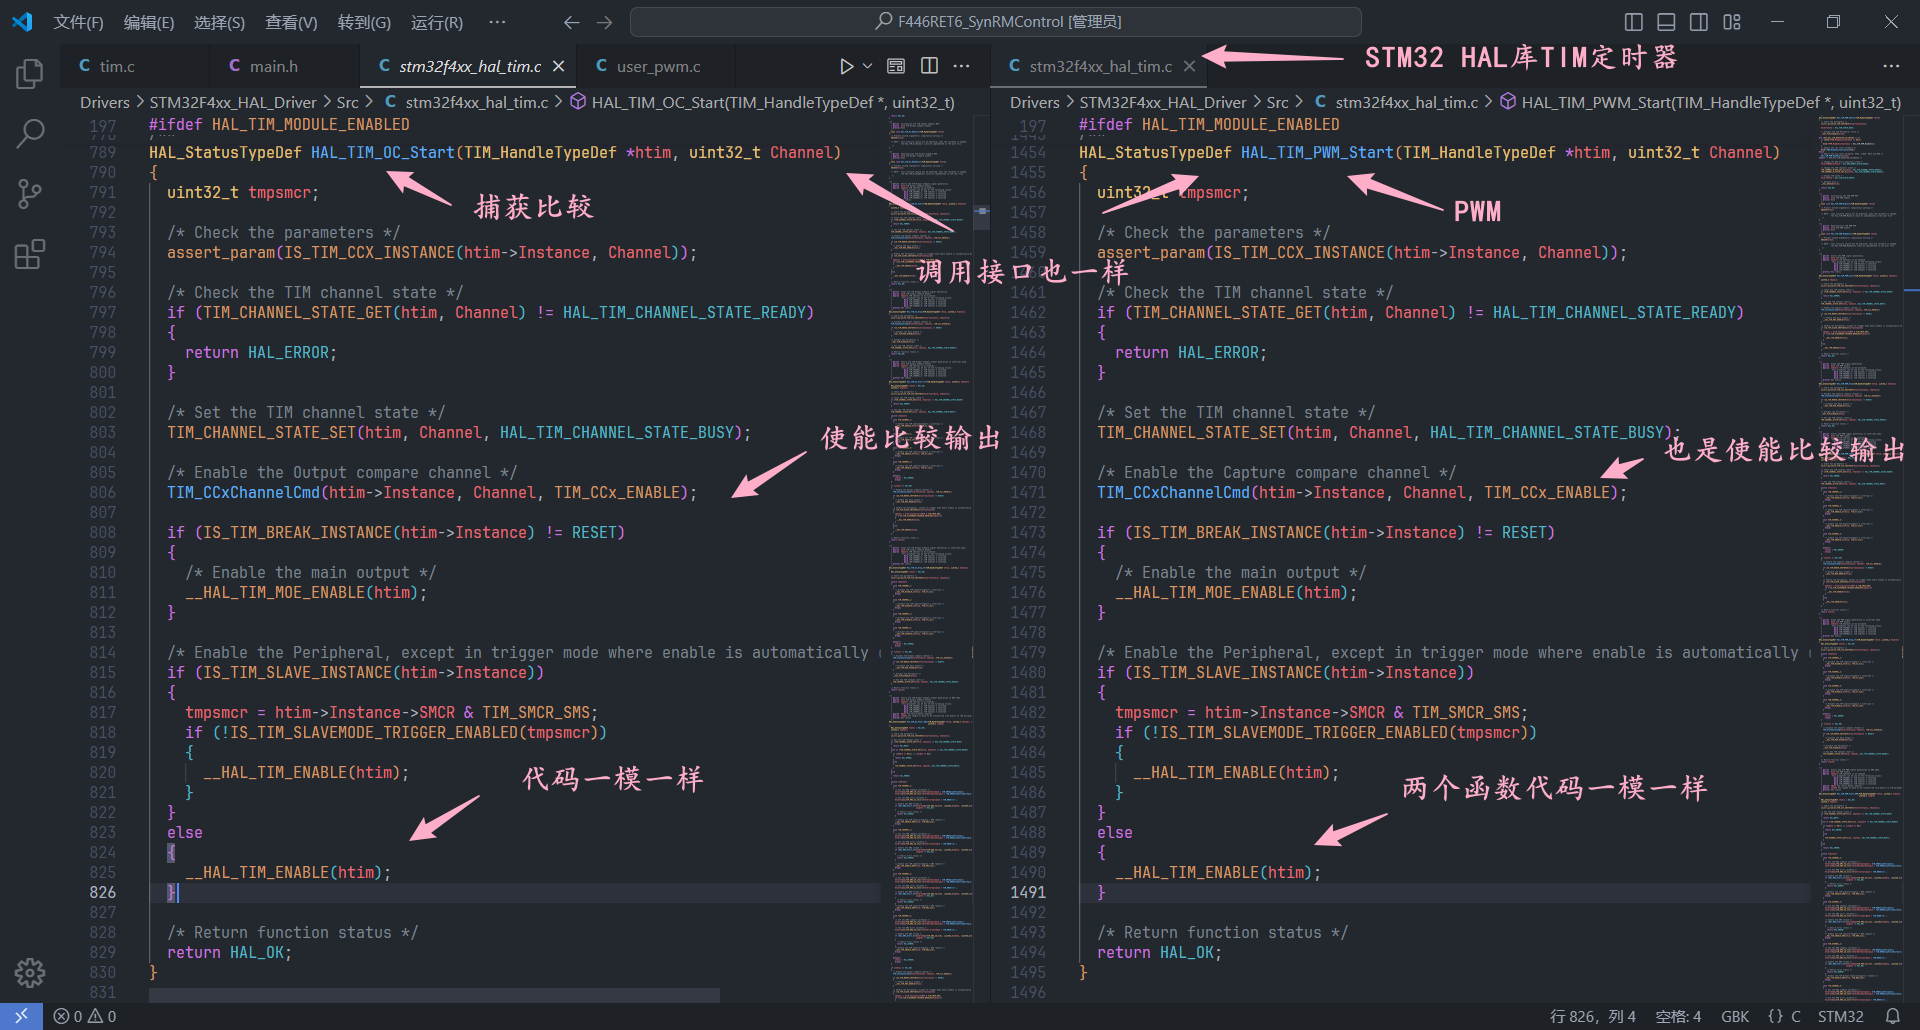 文件(F) 编辑(E) 选择(S) 查看(V) 转到(G) 运行(R) ··· F446RET6_SynRMControl [管理员]
C tim.c C main.h C stm32f4xx_hal_tim.c C user_pwm.c
C stm32f4xx_hal_tim.c
STM32 HAL库TIM定时器
Drivers > STM32F4xx_HAL_Driver > Src > C stm32f4xx_hal_tim.c > HAL_TIM_OC_Start(TIM_HandleTypeDef *, uint32_t)
197 #ifdef HAL_TIM_MODULE_ENABLED
789 HAL_StatusTypeDef HAL_TIM_OC_Start(TIM_HandleTypeDef *htim, uint32_t Channel)
790 {
791 uint32_t tmpsmcr;
792
793 /* Check the parameters */
794 assert_param(IS_TIM_CCX_INSTANCE(htim->Instance, Channel));
795
796 /* Check the TIM channel state */
797 if (TIM_CHANNEL_STATE_GET(htim, Channel) != HAL_TIM_CHANNEL_STATE_READY)
798 {
799 return HAL_ERROR;
800 }
801
802 /* Set the TIM channel state */
803 TIM_CHANNEL_STATE_SET(htim, Channel, HAL_TIM_CHANNEL_STATE_BUSY);
804
805 /* Enable the Output compare channel */
806 TIM_CCxChannelCmd(htim->Instance, Channel, TIM_CCx_ENABLE);
807
808 if (IS_TIM_BREAK_INSTANCE(htim->Instance) != RESET)
809 {
810 /* Enable the main output */
811 __HAL_TIM_MOE_ENABLE(htim);
812 }
813
814 /* Enable the Peripheral, except in trigger mode where enable is automatically
815 if (IS_TIM_SLAVE_INSTANCE(htim->Instance))
816 {
817 tmpsmcr = htim->Instance->SMCR & TIM_SMCR_SMS;
818 if (!IS_TIM_SLAVEMODE_TRIGGER_ENABLED(tmpsmcr))
819 {
820 __HAL_TIM_ENABLE(htim);
821 }
822 }
823 else
824 {
825 __HAL_TIM_ENABLE(htim);
826 }
827
828 /* Return function status */
829 return HAL_OK;
830 }
831
捕获比较
调用接口也一样
使能比较输出
代码一模一样
Drivers > STM32F4xx_HAL_Driver > Src > C stm32f4xx_hal_tim.c > HAL_TIM_PWM_Start(TIM_HandleTypeDef *, uint32_t)
197 #ifdef HAL_TIM_MODULE_ENABLED
1454 HAL_StatusTypeDef HAL_TIM_PWM_Start(TIM_HandleTypeDef *htim, uint32_t Channel)
1455 {
1456 uint32_t tmpsmcr;
1457
1458 /* Check the parameters */
1459 assert_param(IS_TIM_CCX_INSTANCE(htim->Instance, Channel));
1461 /* Check the TIM channel state */
1462 if (TIM_CHANNEL_STATE_GET(htim, Channel) != HAL_TIM_CHANNEL_STATE_READY)
1463 {
1464 return HAL_ERROR;
1465 }
1466
1467 /* Set the TIM channel state */
1468 TIM_CHANNEL_STATE_SET(htim, Channel, HAL_TIM_CHANNEL_STATE_BUSY);
1469
1470 /* Enable the Capture compare channel */
1471 TIM_CCxChannelCmd(htim->Instance, Channel, TIM_CCx_ENABLE);
1472
1473 if (IS_TIM_BREAK_INSTANCE(htim->Instance) != RESET)
1474 {
1475 /* Enable the main output */
1476 __HAL_TIM_MOE_ENABLE(htim);
1477 }
1478
1479 /* Enable the Peripheral, except in trigger mode where enable is automatically
1480 if (IS_TIM_SLAVE_INSTANCE(htim->Instance))
1481 {
1482 tmpsmcr = htim->Instance->SMCR & TIM_SMCR_SMS;
1483 if (!IS_TIM_SLAVEMODE_TRIGGER_ENABLED(tmpsmcr))
1484 {
1485 __HAL_TIM_ENABLE(htim);
1486 }
1487 }
1488 else
1489 {
1490 __HAL_TIM_ENABLE(htim);
1491 }
1492
1493 /* Return function status */
1494 return HAL_OK;
1495 }
1496
PWM
也是使能比较输出
两个函数代码一模一样
0 0 行 826, 列 4 空格: 4 GBK {} C STM32